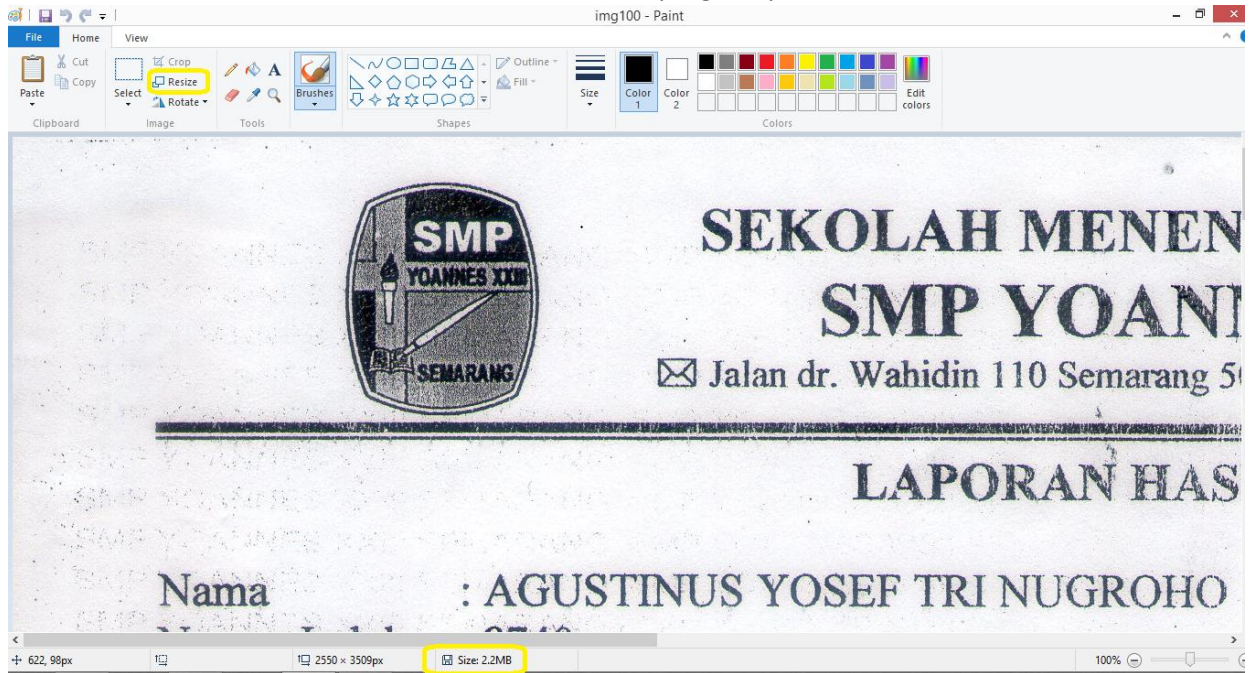 img100 - Paint
File Home View
Cut
Copy
Paste
Clipboard
Select
Crop
Resize
Rotate
Image
A
Tools
Brushes
Outline
Fill
Shapes
Size
Color 1
Color 2
Edit colors
Colors
SMP
YOANNES XXIII
SEMARANG
SEKOLAH MENEN
SMP YOAN
Jalan dr. Wahidin 110 Semarang 5
LAPORAN HAS
Nama : AGUSTINUS YOSEF TRI NUGROHO
622, 98px
2550 × 3509px
Size: 2.2MB
100%